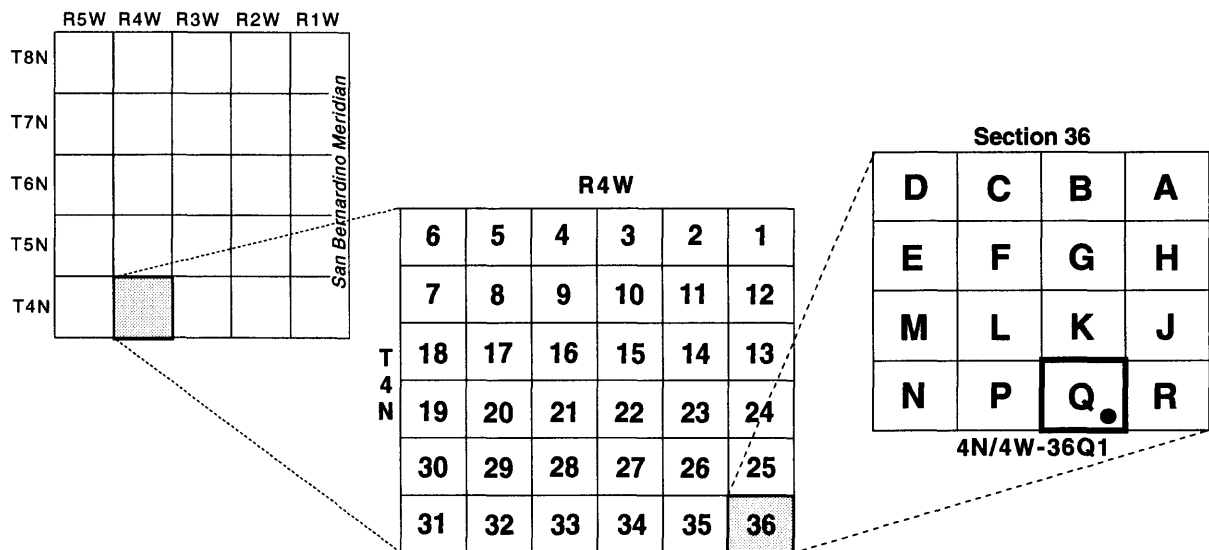 R5W R4W R3W R2W R1W
T8N
T7N
T6N
T5N
T4N
San Bernardino Meridian
R4W
T
4
N
6 5 4 3 2 1
7 8 9 10 11 12
18 17 16 15 14 13
19 20 21 22 23 24
30 29 28 27 26 25
31 32 33 34 35 36
Section 36
D C B A
E F G H
M L K J
N P Q R
4N/4W-36Q1